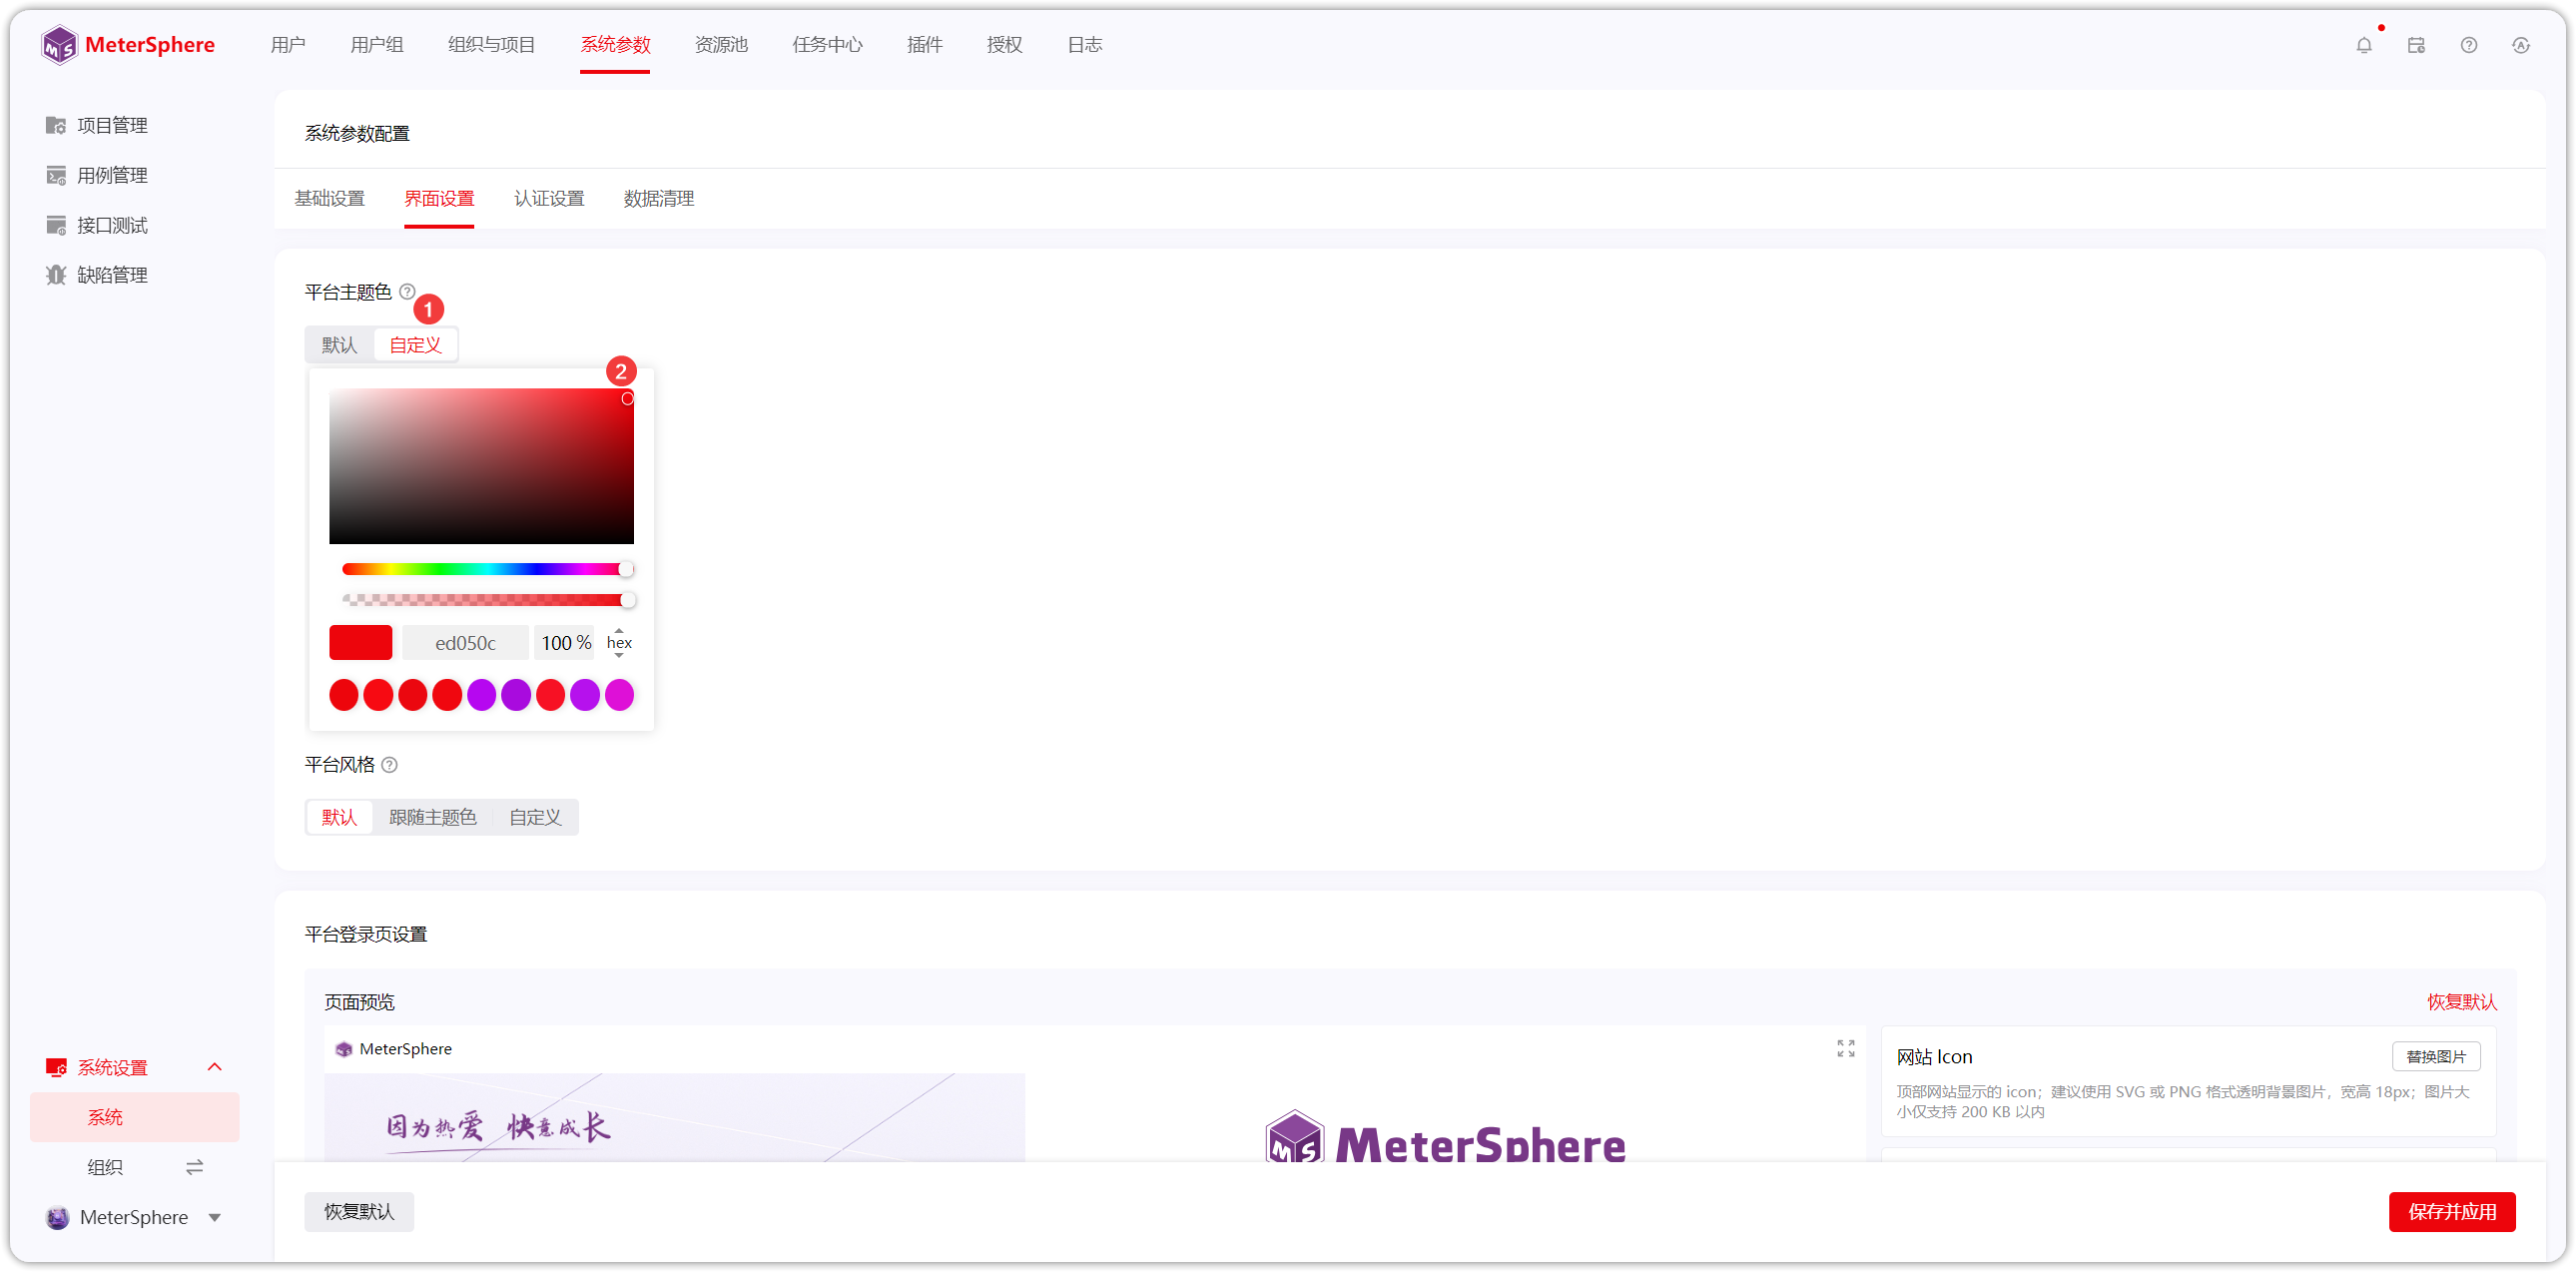 MeterSphere
用户 用户组 组织与项目 系统参数 资源池 任务中心 插件 授权 日志
项目管理
用例管理
接口测试
缺陷管理
系统参数配置
基础设置 界面设置 认证设置 数据清理
平台主题色
1
默认 自定义
2
ed050c 100 % hex
平台风格
默认 跟随主题色 自定义
平台登录页设置
页面预览 恢复默认
MeterSphere
因为热爱 快意成长
MeterSphere
网站 Icon 替换图片
顶部网站显示的 icon；建议使用 SVG 或 PNG 格式透明背景图片，宽高 18px；图片大
小仅支持 200 KB 以内
系统设置
系统
组织
MeterSphere
恢复默认 保存并应用